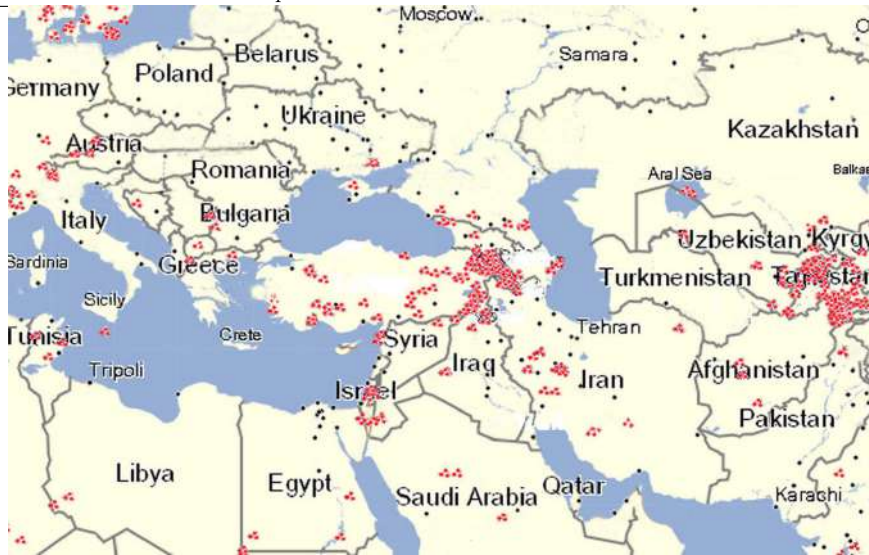 Moscow
Samara
Belarus
Poland
Germany
Ukraine
Kazakhstan
Austria
Romania
Aral Sea
Balkas
Italy
Bulgaria
Uzbekistan
Kyrgy
Sardinia
Greece
Turkmenistan
Sicily
Tehran
Tunisia
Crete
Syria
Tripoli
Iraq
Iran
Afghanistan
Israel
Pakistan
Libya
Egypt
Saudi Arabia
Qatar
Karachi